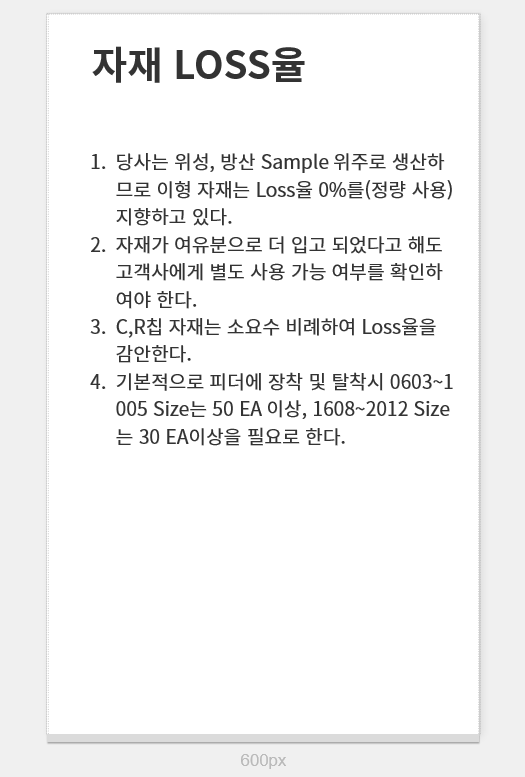 자재 LOSS율
1. 당사는 위성, 방산 Sample 위주로 생산하
므로 이형 자재는 Loss율 0%를(정량 사용)
지향하고 있다.
2. 자재가 여유분으로 더 입고 되었다고 해도
고객사에게 별도 사용 가능 여부를 확인하
여야 한다.
3. C,R칩 자재는 소요수 비례하여 Loss율을
감안한다.
4. 기본적으로 피더에 장착 및 탈착시 0603~1
005 Size는 50 EA 이상, 1608~2012 Size
는 30 EA이상을 필요로 한다.
600px